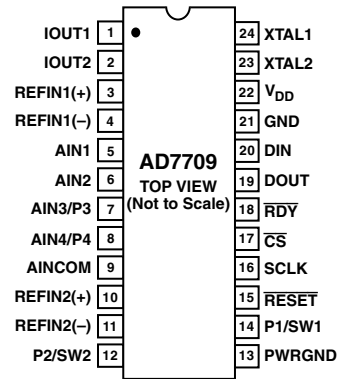 IOUT1 1 24 XTAL1
IOUT2 2 23 XTAL2
REFIN1(+) 3 22 VDD
REFIN1(–) 4 21 GND
AIN1 5 20 DIN
AIN2 6 19 DOUT
AIN3/P3 7 18 RDY
AIN4/P4 8 17 CS
AINCOM 9 16 SCLK
REFIN2(+) 10 15 RESET
REFIN2(–) 11 14 P1/SW1
P2/SW2 12 13 PWRGND
AD7709
TOP VIEW
(Not to Scale)